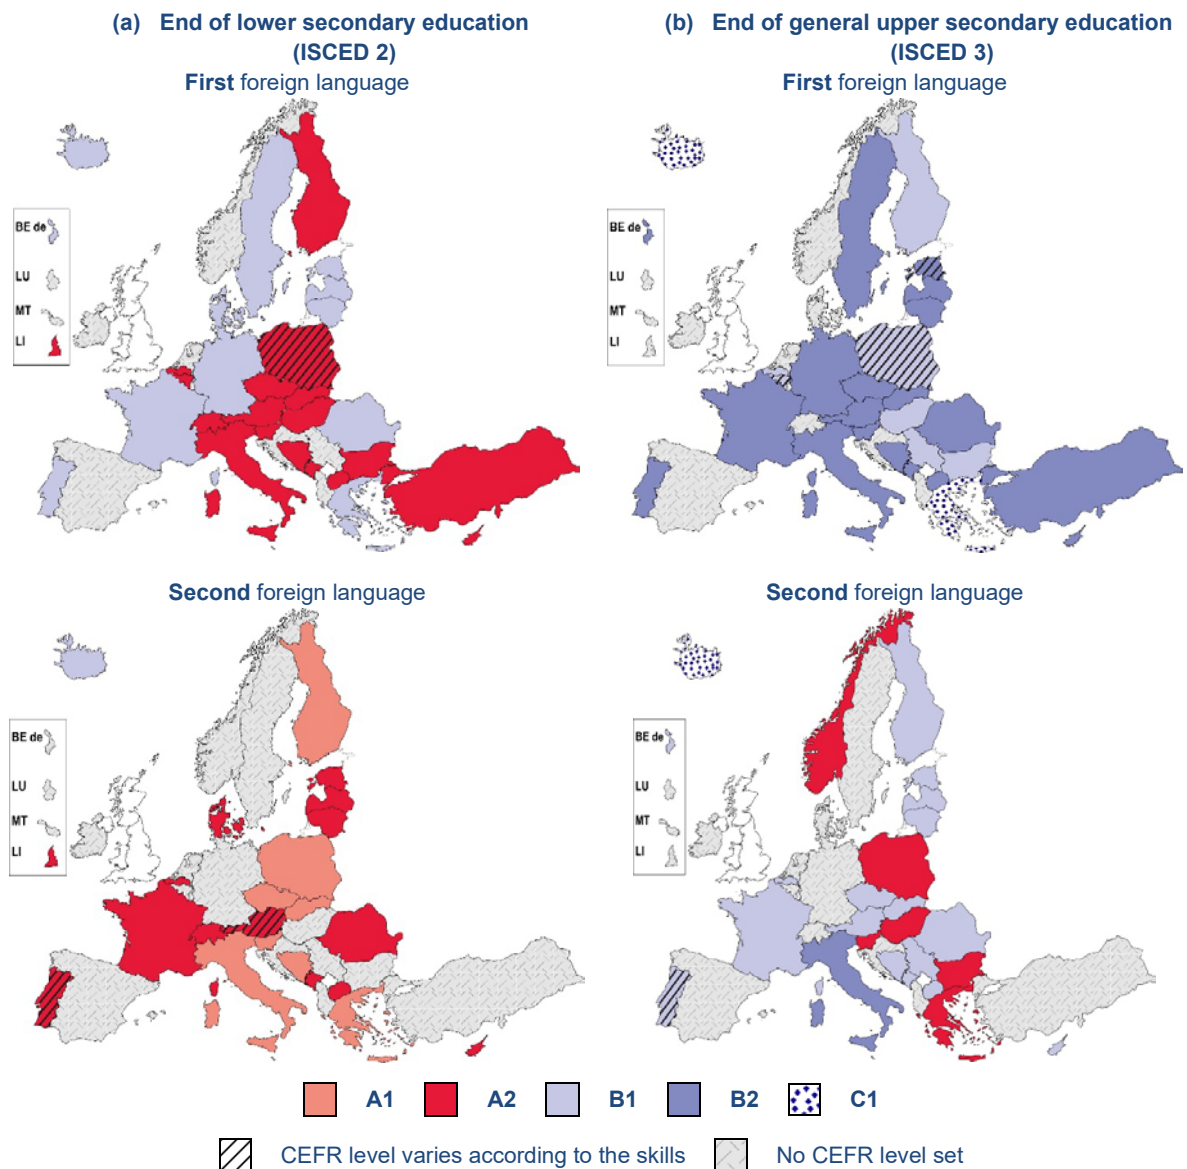 (a) End of lower secondary education
(ISCED 2)
First foreign language
BE de
LU
MT
LI
(b) End of general upper secondary education
(ISCED 3)
First foreign language
BE de
LU
MT
LI
Second foreign language
BE de
LU
MT
LI
Second foreign language
BE de
LU
MT
LI
A1 A2 B1 B2 C1
CEFR level varies according to the skills No CEFR level set